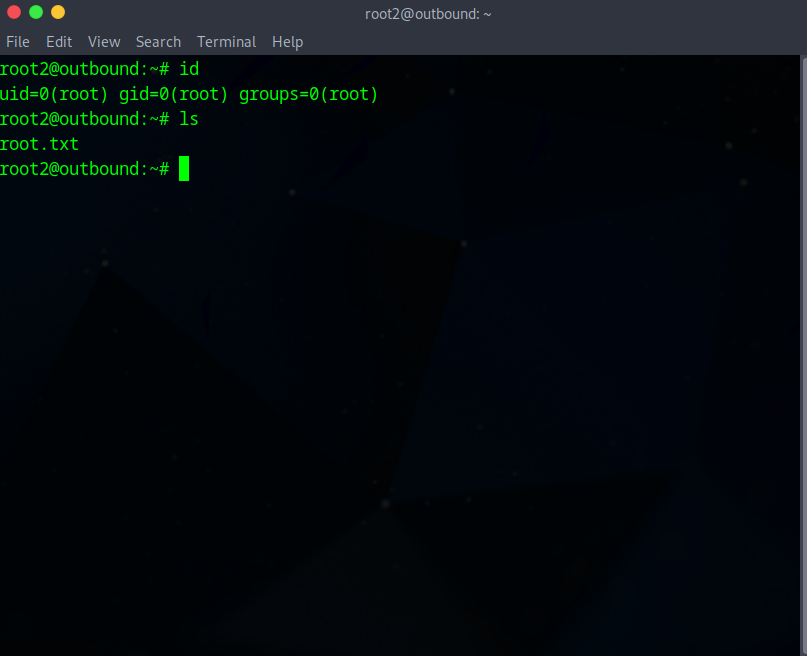 root2@outbound: ~
File Edit View Search Terminal Help
root2@outbound:~# id
uid=0(root) gid=0(root) groups=0(root)
root2@outbound:~# ls
root.txt
root2@outbound:~#